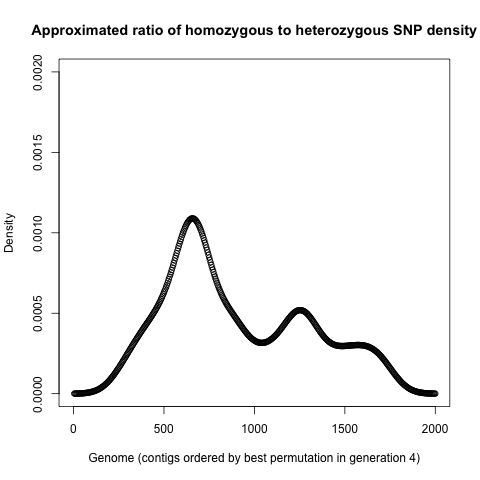 Approximated ratio of homozygous to heterozygous SNP density
Density
0.0020
0.0015
0.0010
0.0005
0.0000
0 500 1000 1500 2000
Genome (contigs ordered by best permutation in generation 4)